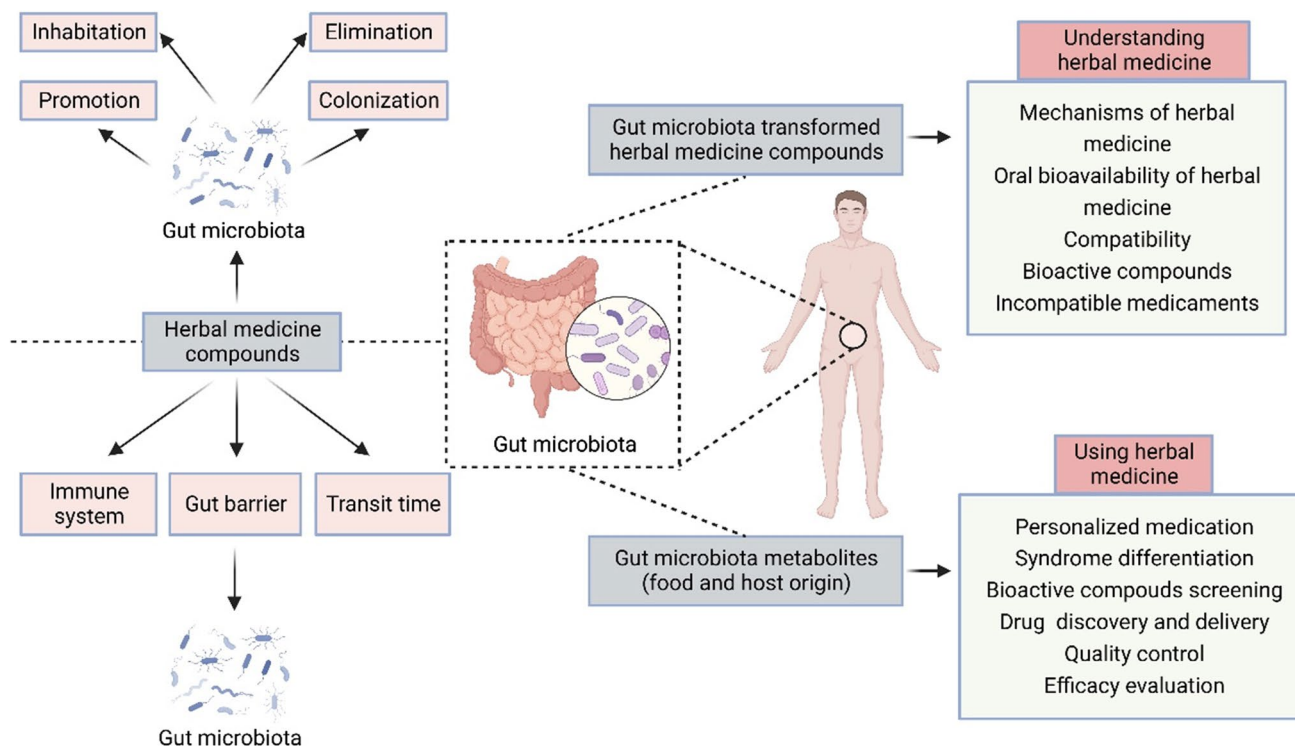 Inhabitation
Elimination
Promotion
Colonization
Gut microbiota
Herbal medicine
compounds
Immune
system
Gut barrier
Transit time
Gut microbiota
Gut microbiota
Gut microbiota transformed
herbal medicine compounds
Gut microbiota metabolites
(food and host origin)
Understanding
herbal medicine
Mechanisms of herbal
medicine
Oral bioavailability of herbal
medicine
Compatibility
Bioactive compounds
Incompatible medicaments
Using herbal
medicine
Personalized medication
Syndrome differentiation
Bioactive compouds screening
Drug discovery and delivery
Quality control
Efficacy evaluation